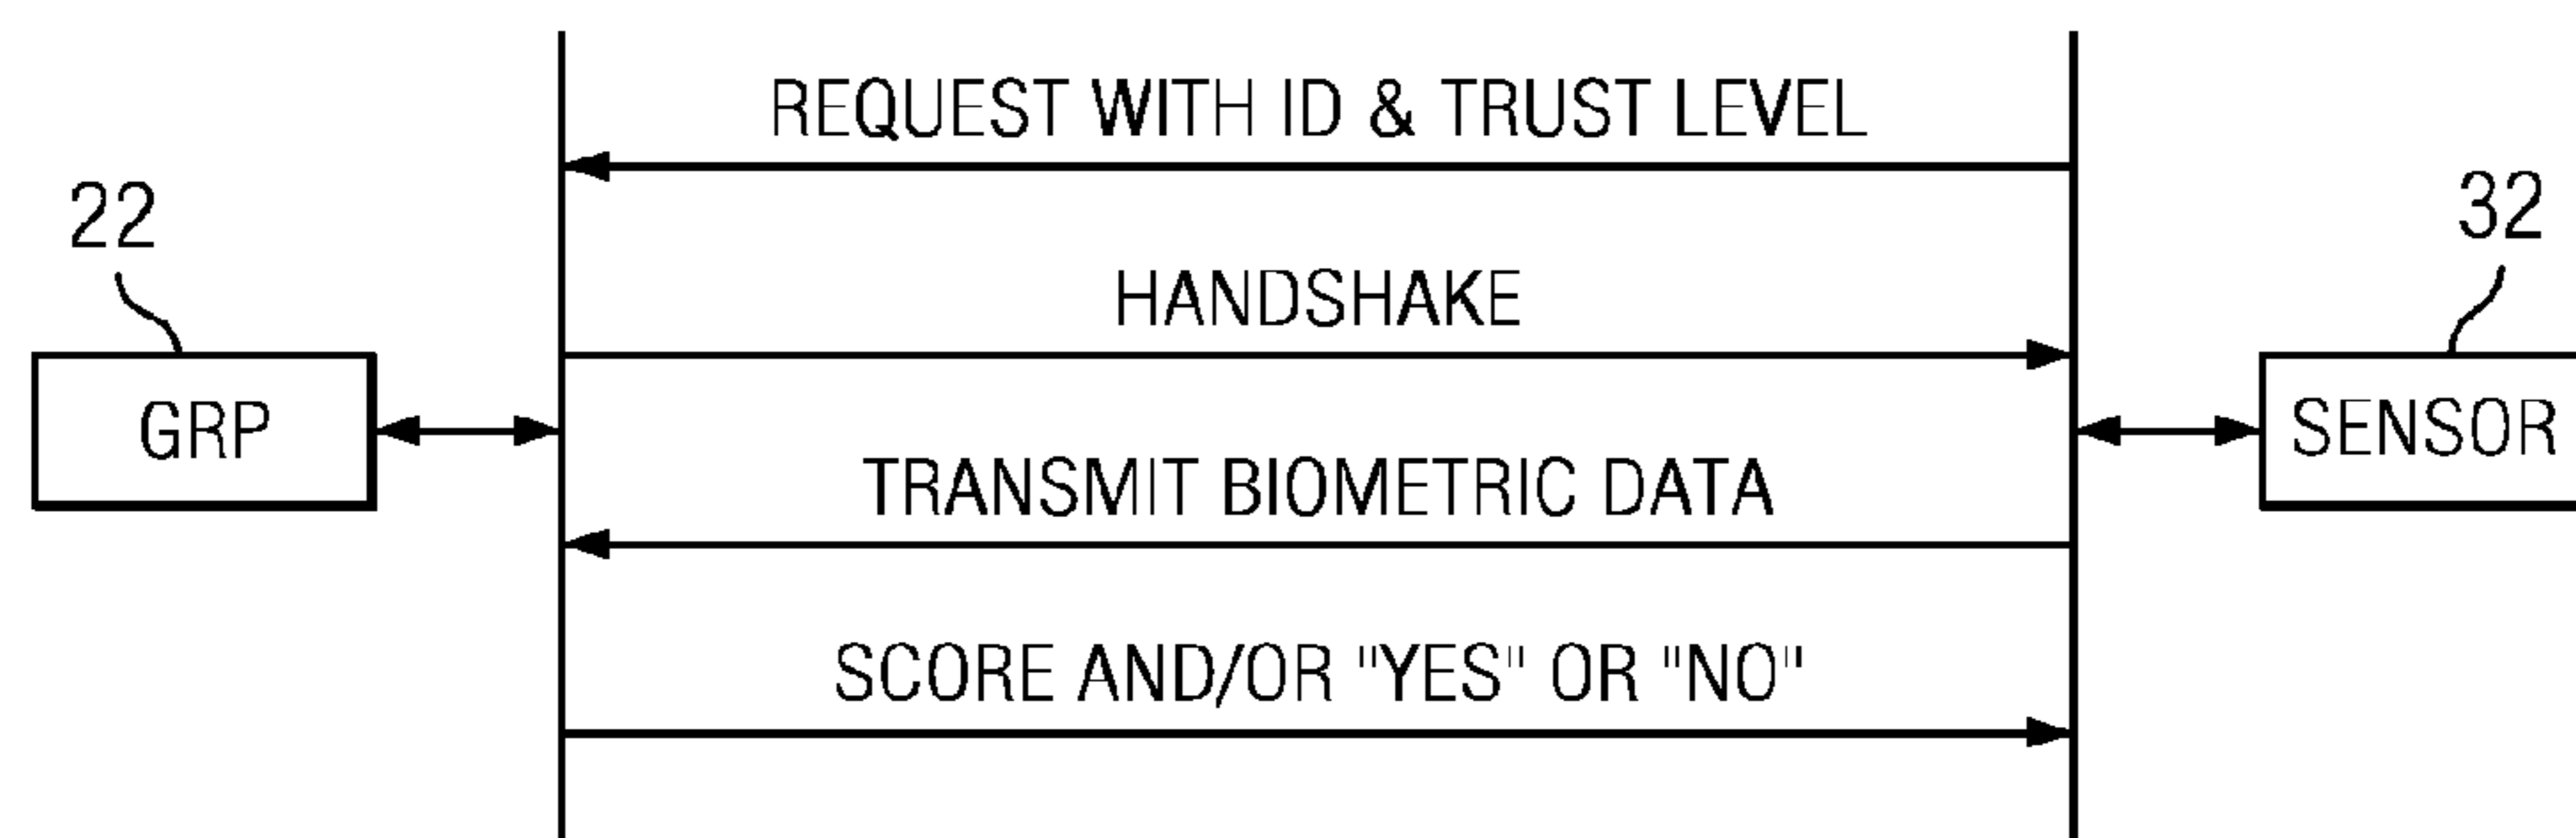 REQUEST WITH ID & TRUST LEVEL
22
32
HANDSHAKE
GRP
SENSOR
TRANSMIT BIOMETRIC DATA
SCORE AND/OR "YES" OR "NO"